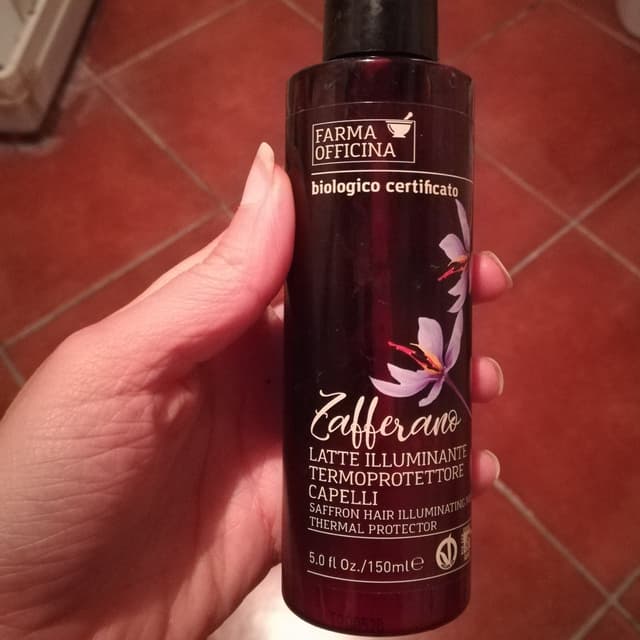 FARMA
OFFICINA
biologico certificato
Zafferano
LATTE ILLUMINANTE
TERMOPROTETTORE
CAPELLI
SAFFRON HAIR ILLUMINATING
THERMAL PROTECTOR
5.0 fl Oz./150ml℮